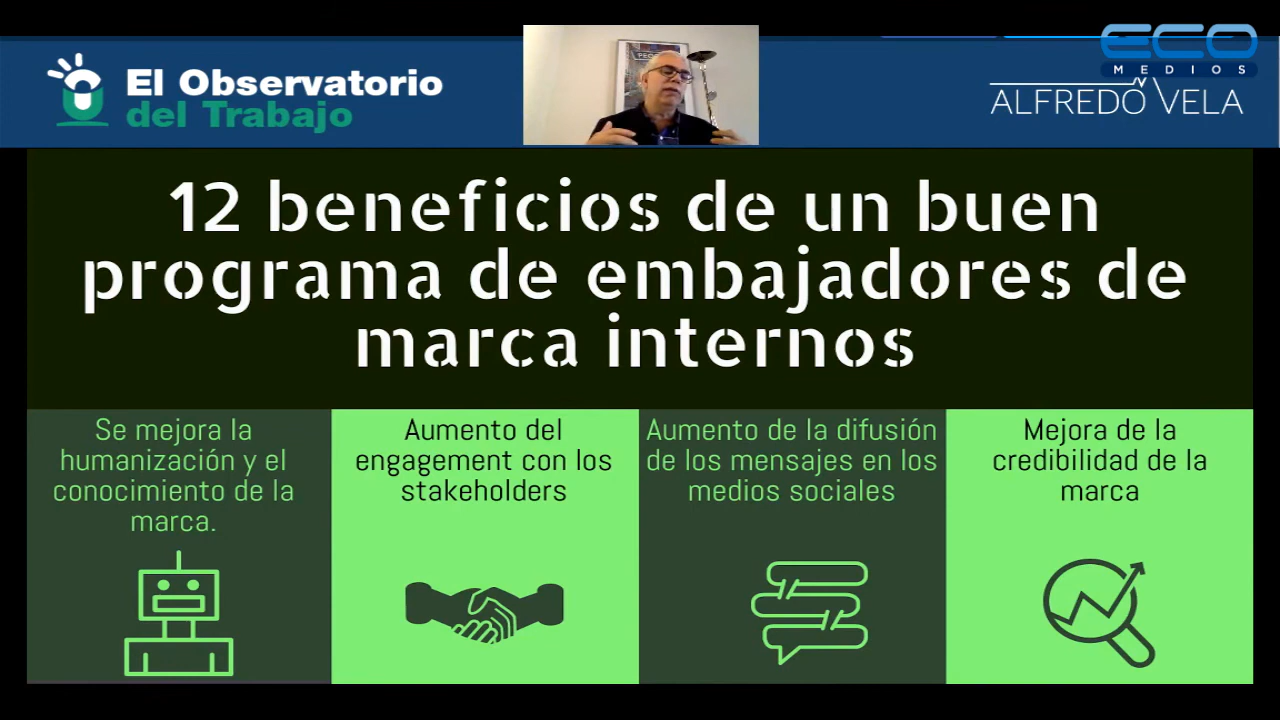 El Observatorio
del Trabajo
ECO
MEDIOS
ALFREDO VELA
12 beneficios de un buen
programa de embajadores de
marca internos
Se mejora la
humanización y el
conocimiento de la
marca.
Aumento del
engagement con los
stakeholders
Aumento de la difusión
de los mensajes en los
medios sociales
Mejora de la
credibilidad de la
marca